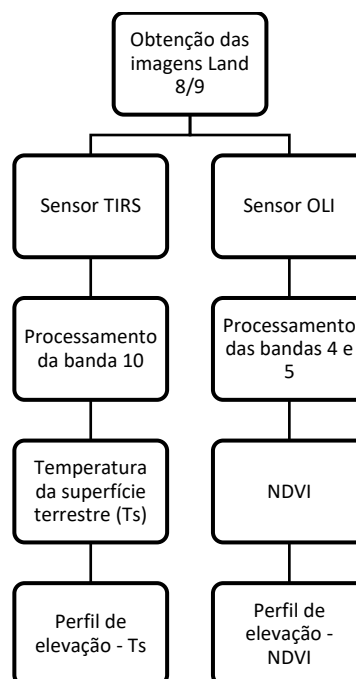 Obtenção das
imagens Land
8/9
Sensor TIRS
Sensor OLI
Processamento
da banda 10
Processamento
das bandas 4 e
5
Temperatura
da superfície
terrestre (Ts)
NDVI
Perfil de
elevação - Ts
Perfil de
elevação -
NDVI